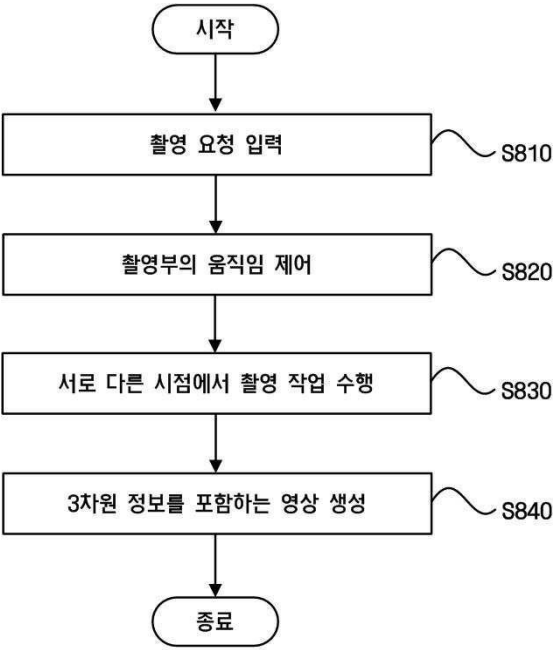 시작
촬영 요청 입력
S810
촬영부의 움직임 제어
S820
서로 다른 시점에서 촬영 작업 수행
S830
3차원 정보를 포함하는 영상 생성
S840
종료